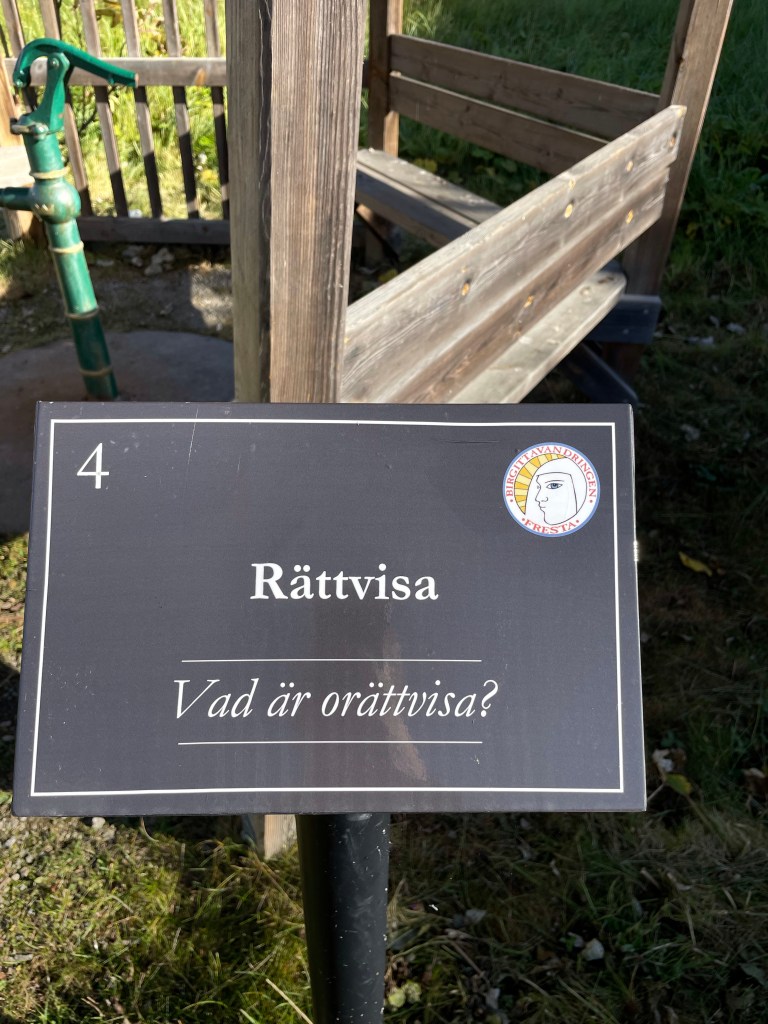 4
BIRGITTAVANDRINGEN
• FRESTA •
Rättvisa
Vad är orättvisa?